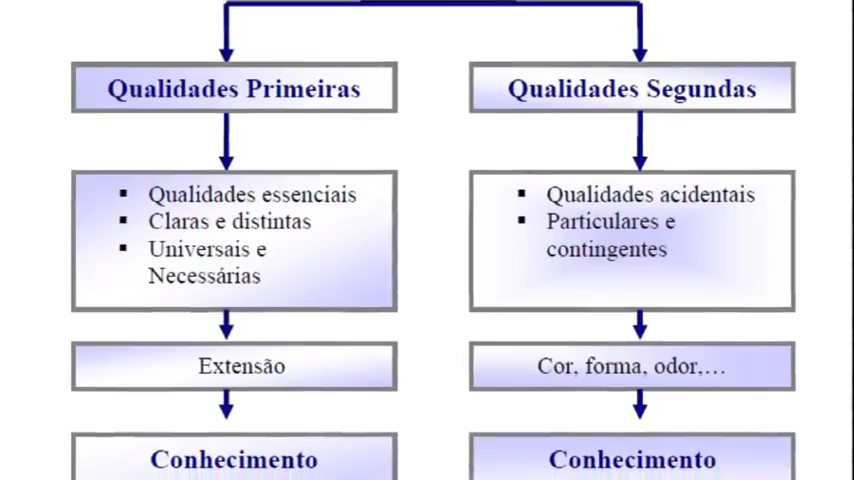 Qualidades Primeiras
Qualidades Segundas
Qualidades essenciais
Claras e distintas
Universais e
Necessárias
Qualidades acidentais
Particulares e
contingentes
Extensão
Cor, forma, odor,…
Conhecimento
Conhecimento